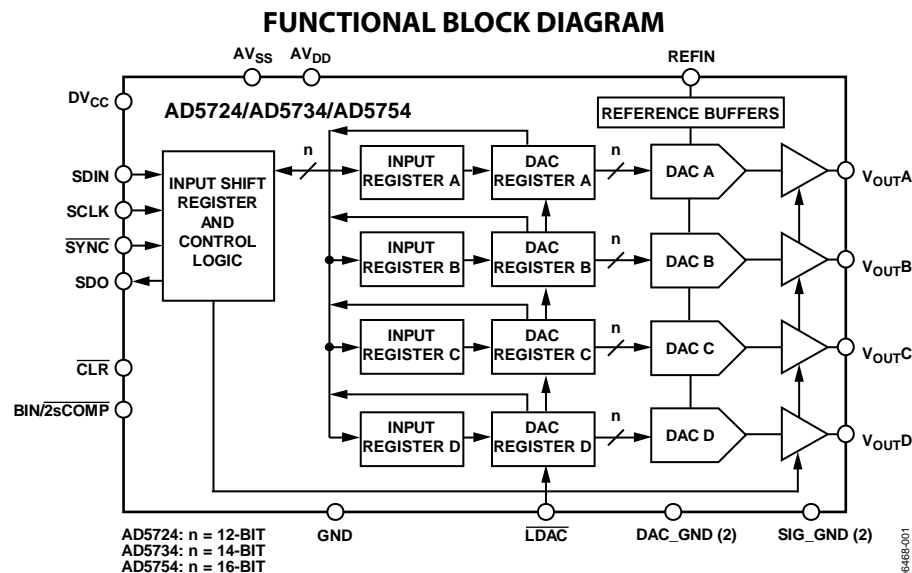 FUNCTIONAL BLOCK DIAGRAM
AVSS
AVDD
REFIN
DVCC
AD5724/AD5734/AD5754
REFERENCE BUFFERS
SDIN
SCLK
SYNC
SDO
INPUT SHIFT
REGISTER
AND
CONTROL
LOGIC
n
INPUT
REGISTER A
DAC
REGISTER A
n
DAC A
VOUTA
INPUT
REGISTER B
DAC
REGISTER B
n
DAC B
VOUTB
INPUT
REGISTER C
DAC
REGISTER C
n
DAC C
VOUTC
INPUT
REGISTER D
DAC
REGISTER D
n
DAC D
VOUTD
CLR
BIN/2sCOMP
AD5724: n = 12-BIT
AD5734: n = 14-BIT
AD5754: n = 16-BIT
GND
LDAC
DAC_GND (2)
SIG_GND (2)
6468-001